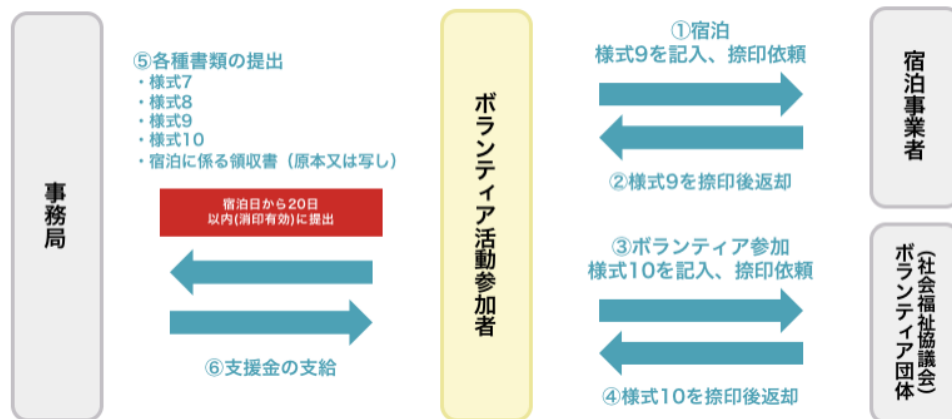 事務局
⑤各種書類の提出
・様式7
・様式8
・様式9
・様式10
・宿泊に係る領収書（原本又は写し）
宿泊日から20日
以内(消印有効)に提出
⑥支援金の支給
ボランティア活動参加者
①宿泊
様式9を記入、捺印依頼
②様式9を捺印後返却
宿泊事業者
③ボランティア参加
様式10を記入、捺印依頼
④様式10を捺印後返却
ボランティア団体
(社会福祉協議会)